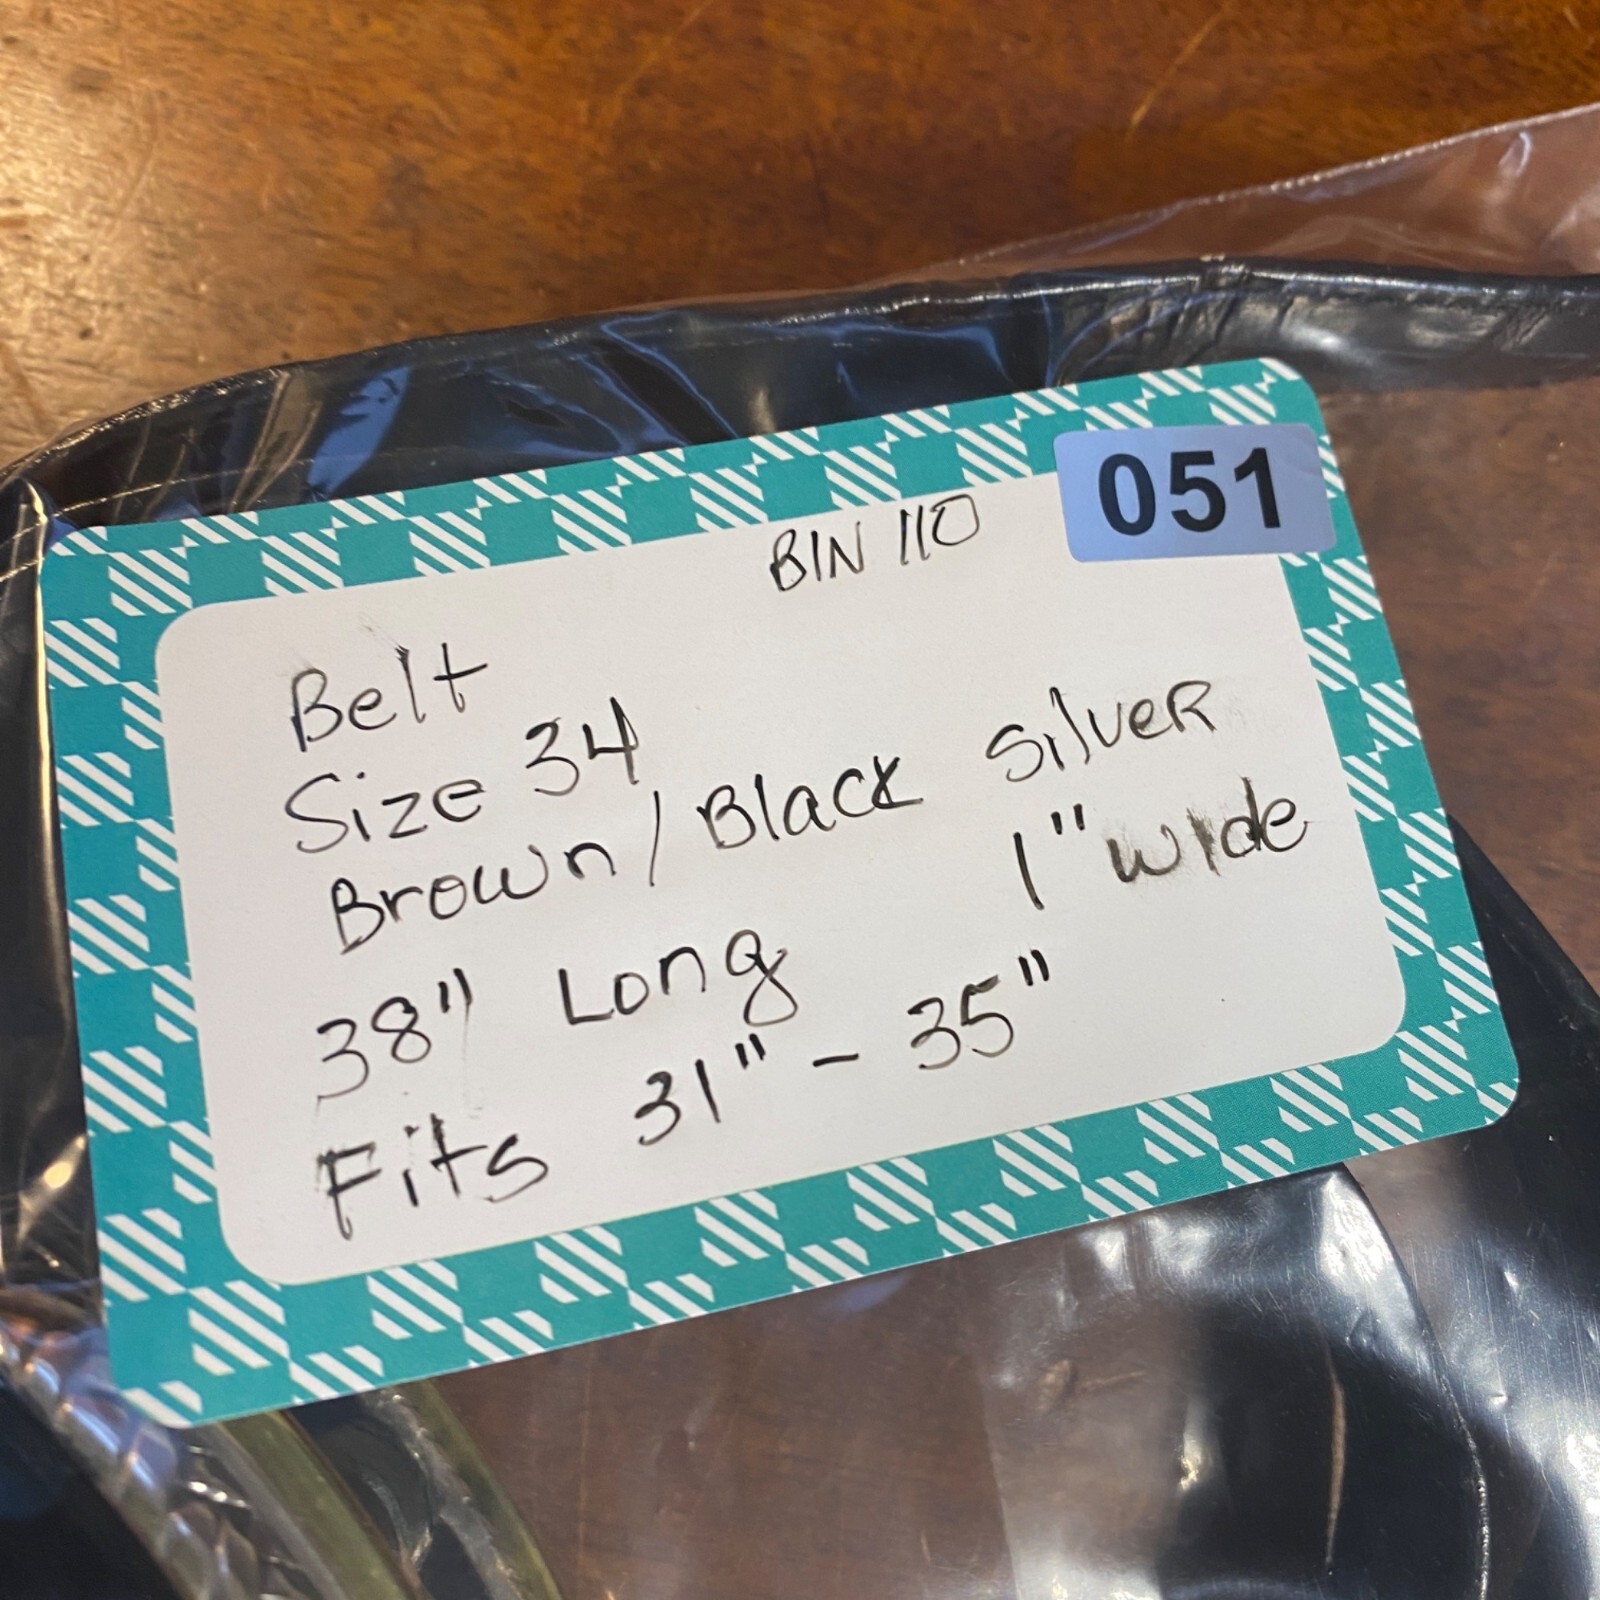 051
BIN 110
Belt
Size 34
Brown/Black Silver
38" Long 1" wide
Fits 31" - 35"